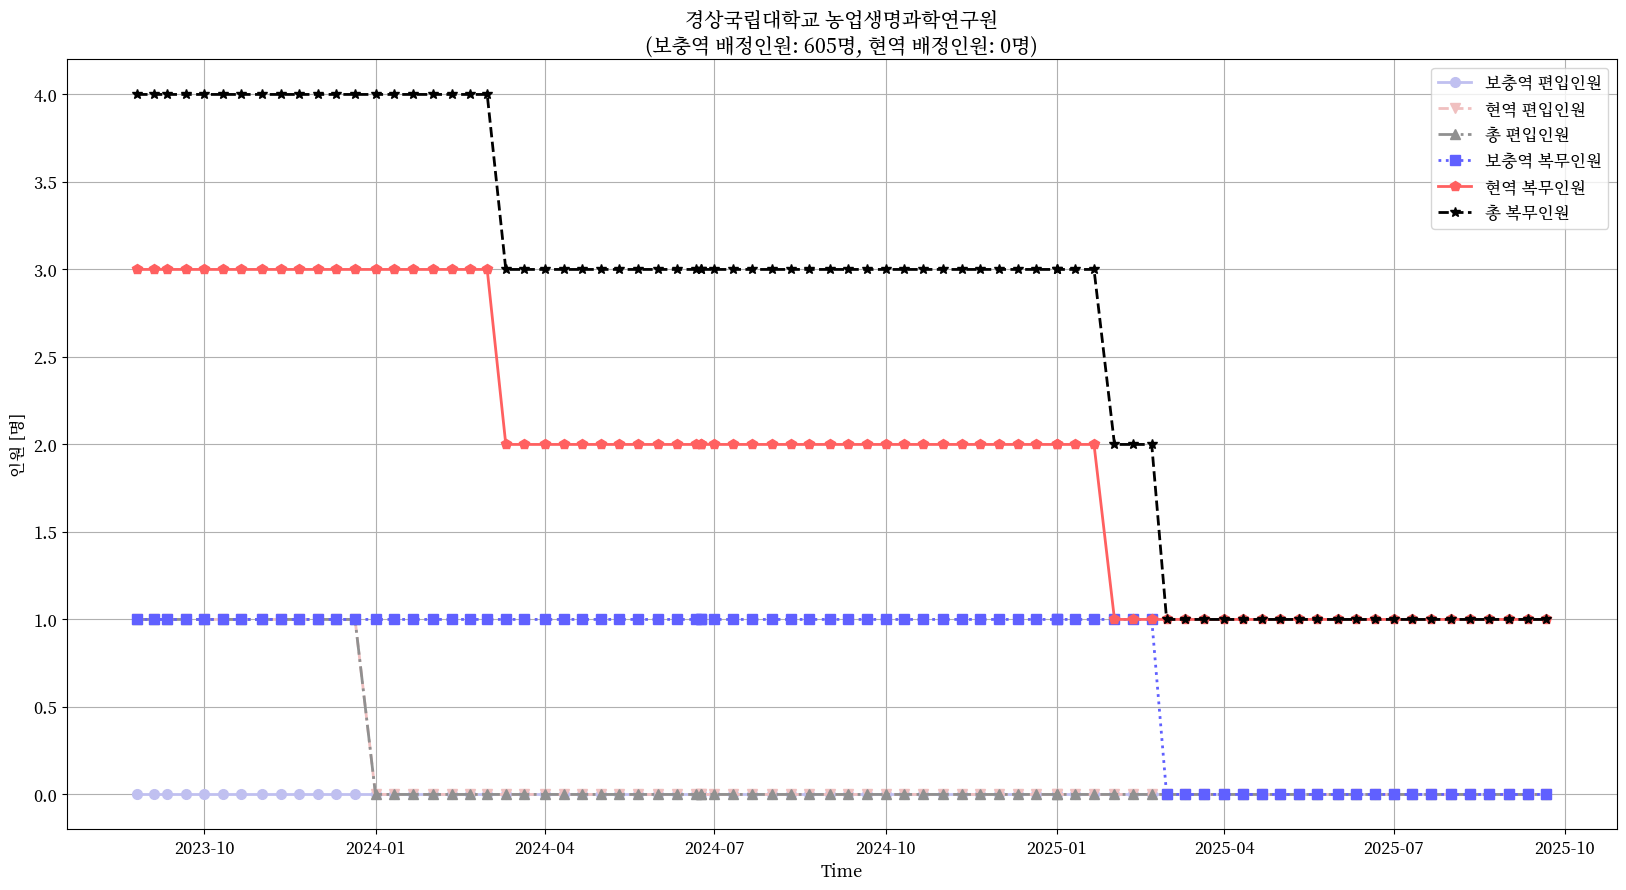 경상국립대학교 농업생명과학연구원
(보충역 배정인원: 605명, 현역 배정인원: 0명)
보충역 편입인원
현역 편입인원
총 편입인원
보충역 복무인원
현역 복무인원
총 복무인원
인원 [명]
4.0
3.5
3.0
2.5
2.0
1.5
1.0
0.5
0.0
2023-10
2024-01
2024-04
2024-07
2024-10
2025-01
2025-04
2025-07
2025-10
Time